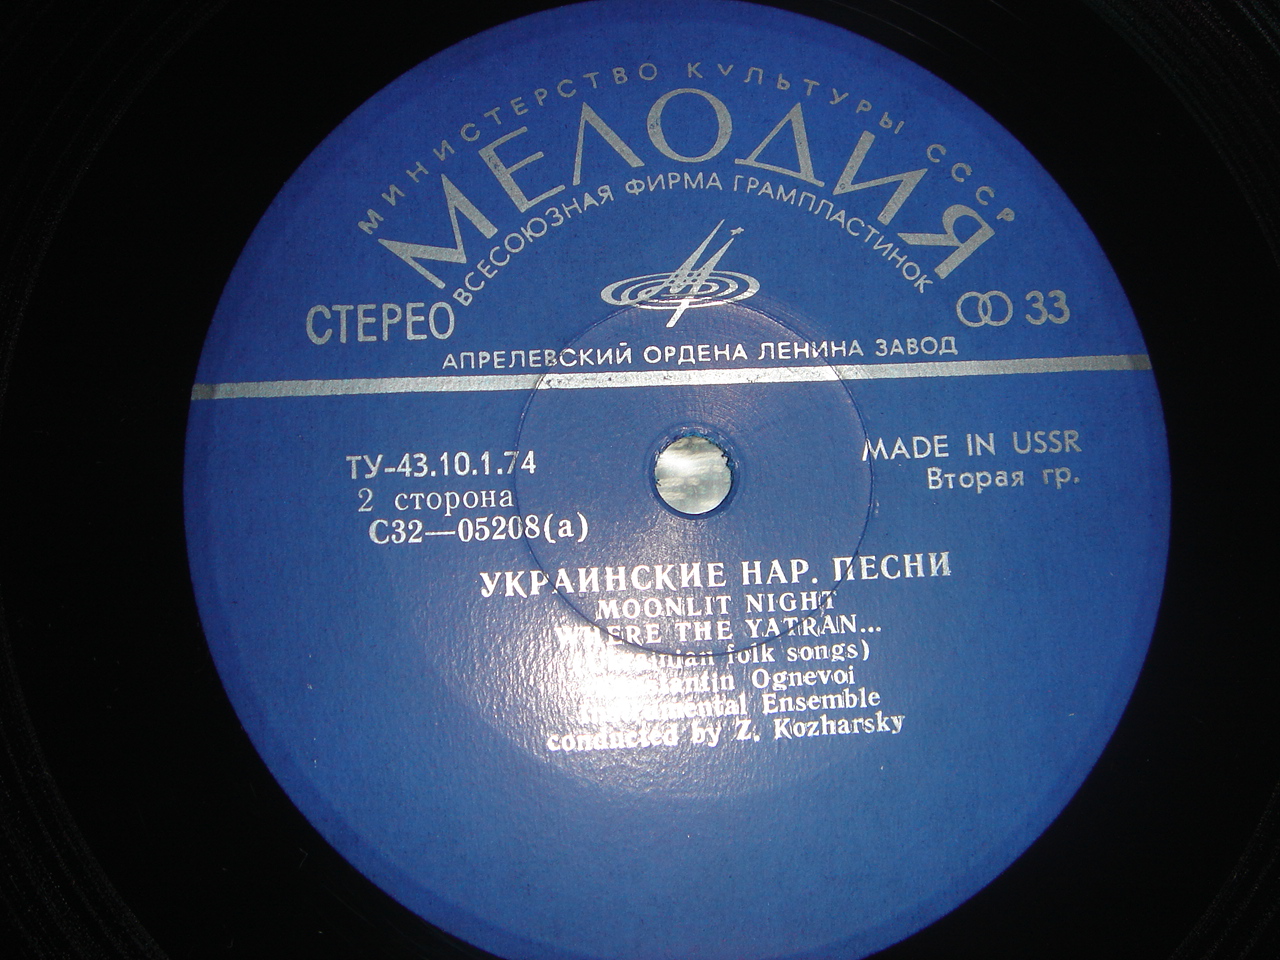 МИНИСТЕРСТВО КУЛЬТУРЫ СССР
МЕЛОДИЯ
ВСЕСОЮЗНАЯ ФИРМА ГРАМПЛАСТИНОК
СТЕРЕО
33
АПРЕЛЕВСКИЙ ОРДЕНА ЛЕНИНА ЗАВОД
ТУ-43.10.1.74
MADE IN USSR
Вторая гр.
2 сторона
С32—05208(а)
УКРАИНСКИЕ НАР. ПЕСНИ
MOONLIT NIGHT
WHERE THE YATRAN...
folk songs)
Ognevoi
Ensemble
conducted by Z. Kozharsky